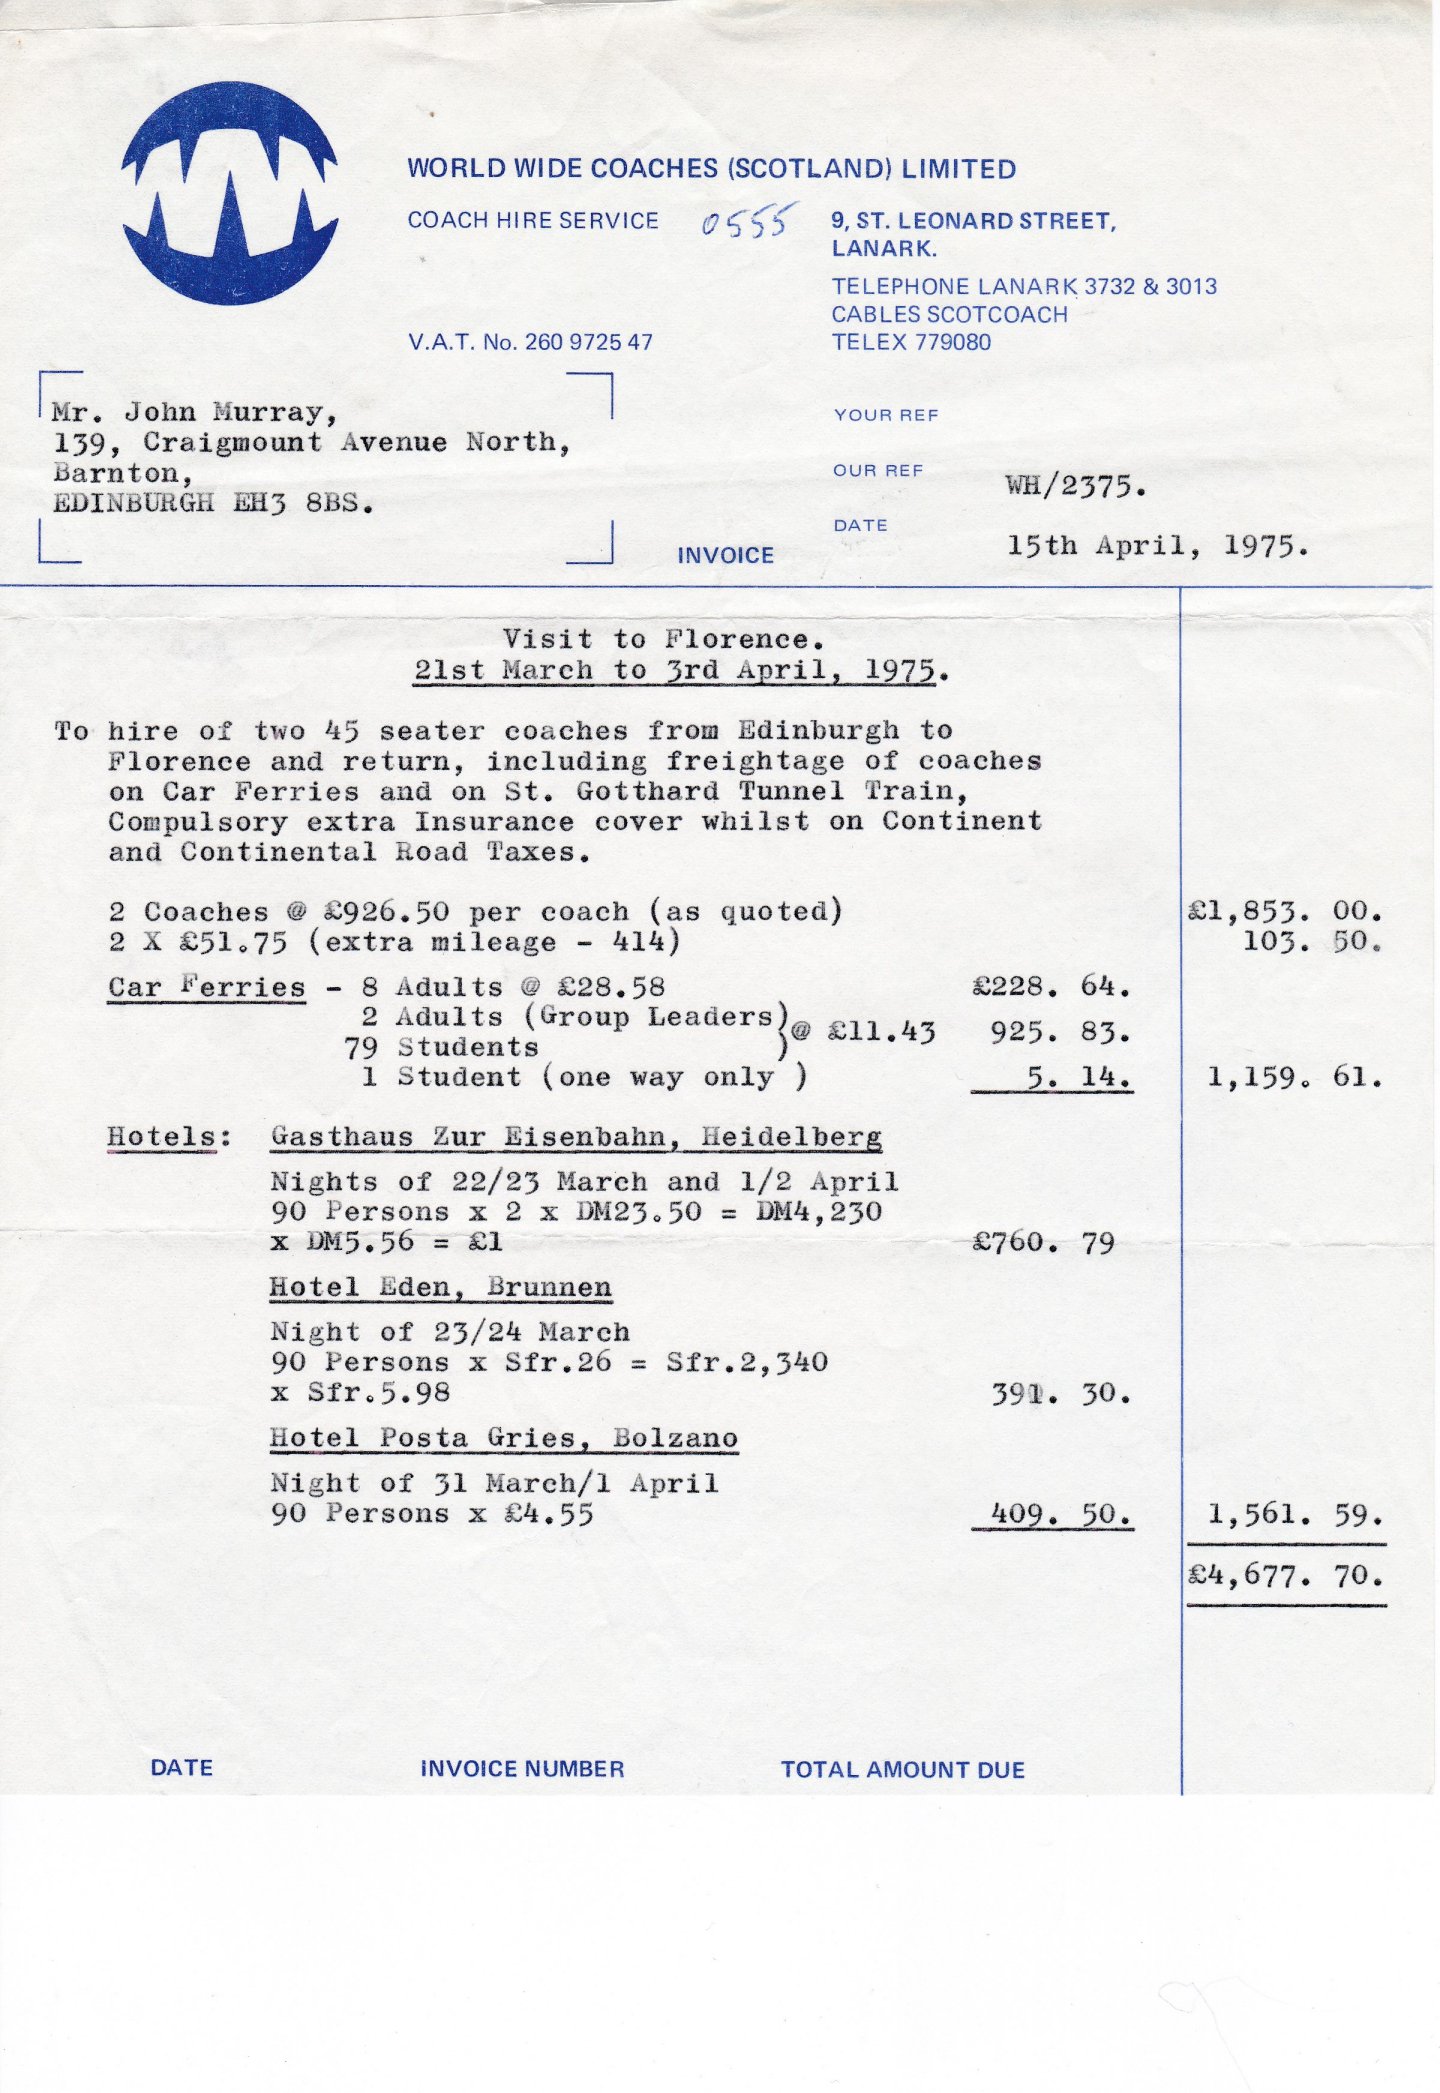 WORLD WIDE COACHES (SCOTLAND) LIMITED
COACH HIRE SERVICE 0555 9, ST. LEONARD STREET,
LANARK.
TELEPHONE LANARK 3732 & 3013
CABLES SCOTCOACH
V.A.T. No. 260 9725 47 TELEX 779080
Mr. John Murray,
139, Craigmount Avenue North,
Barnton,
EDINBURGH EH3 8BS.
YOUR REF
OUR REF WH/2375.
DATE 15th April, 1975.
INVOICE
Visit to Florence.
21st March to 3rd April, 1975.
To hire of two 45 seater coaches from Edinburgh to
Florence and return, including freightage of coaches
on Car Ferries and on St. Gotthard Tunnel Train,
Compulsory extra Insurance cover whilst on Continent
and Continental Road Taxes.
2 Coaches @ £926.50 per coach (as quoted) £1,853. 00.
2 X £51.75 (extra mileage - 414) 103. 50.
Car Ferries - 8 Adults @ £28.58 £228. 64.
2 Adults (Group Leaders)
79 Students ) @ £11.43 925. 83.
1 Student (one way only ) 5. 14. 1,159. 61.
Hotels: Gasthaus Zur Eisenbahn, Heidelberg
Nights of 22/23 March and 1/2 April
90 Persons x 2 x DM23.50 = DM4,230
x DM5.56 = £1 £760. 79
Hotel Eden, Brunnen
Night of 23/24 March
90 Persons x Sfr.26 = Sfr.2,340
x Sfr.5.98 391. 30.
Hotel Posta Gries, Bolzano
Night of 31 March/1 April
90 Persons x £4.55 409. 50. 1,561. 59.
£4,677. 70.
DATE INVOICE NUMBER TOTAL AMOUNT DUE